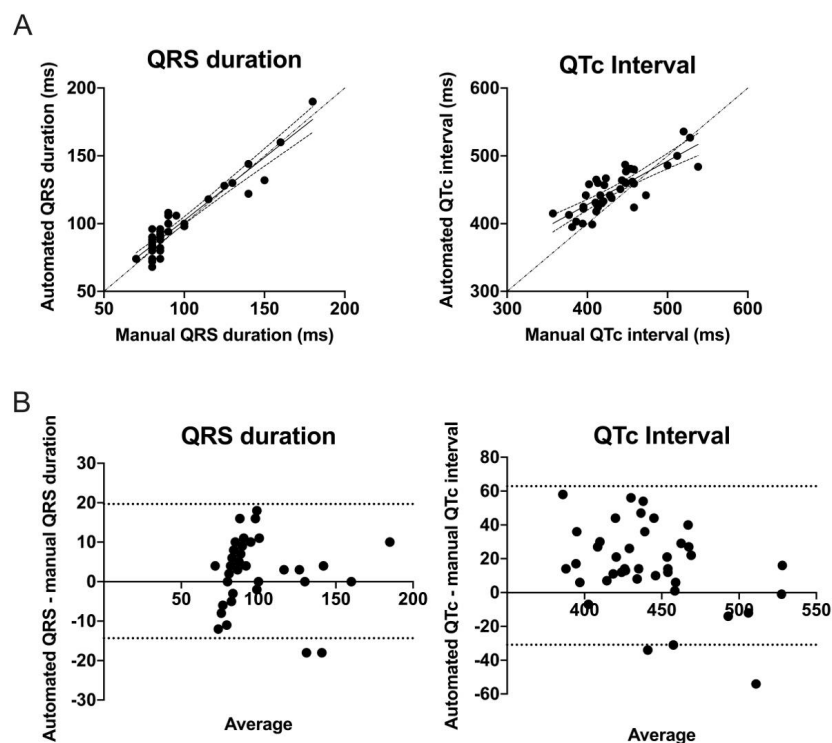 A
QRS duration
Automated QRS duration (ms)
200
150
100
50
50
100
150
200
Manual QRS duration (ms)
QTc Interval
Automated QTc interval (ms)
600
500
400
300
300
400
500
600
Manual QTc interval (ms)
B
QRS duration
Automated QRS - manual QRS duration
30
20
10
0
-10
-20
-30
50
100
150
200
Average
QTc Interval
Automated QTc - manual QTc interval
80
60
40
20
0
-20
-40
-60
400
450
500
550
Average